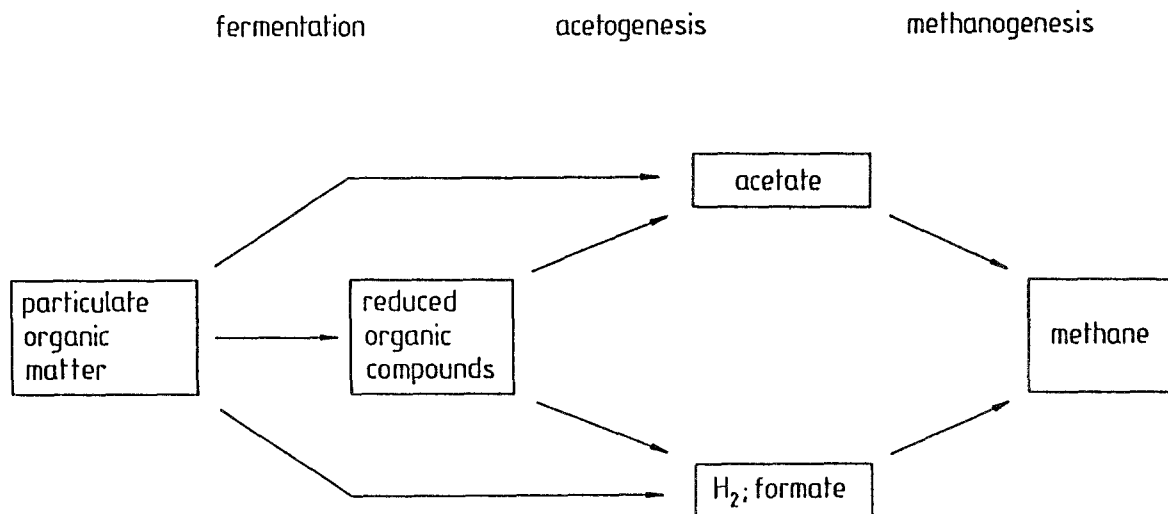 fermentation
acetogenesis
methanogenesis
acetate
particulate
organic
matter
reduced
organic
compounds
methane
H₂; formate